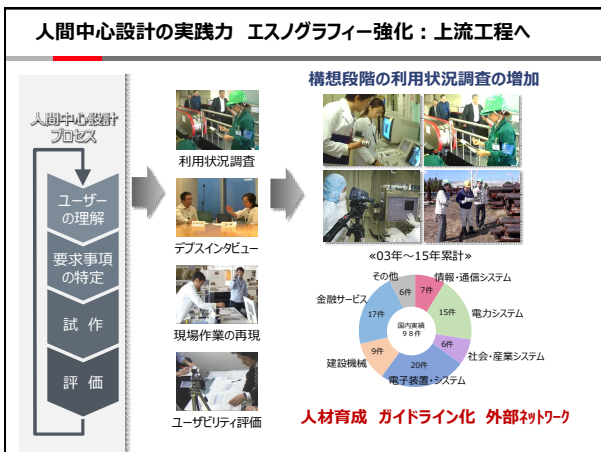 人間中心設計の実践力 エスノグラフィー強化：上流工程へ
人間中心設計
プロセス
ユーザー
の理解
要求事項
の特定
試 作
評 価
利用状況調査
デプスインタビュー
現場作業の再現
ユーザビリティ評価
構想段階の利用状況調査の増加
≪03年～15年累計≫
その他
6件
情報・通信システム
7件
金融サービス
17件
電力システム
15件
国内実績
98件
建設機械
9件
社会・産業システム
6件
電子装置・システム
20件
人材育成 ガイドライン化 外部ネットワーク